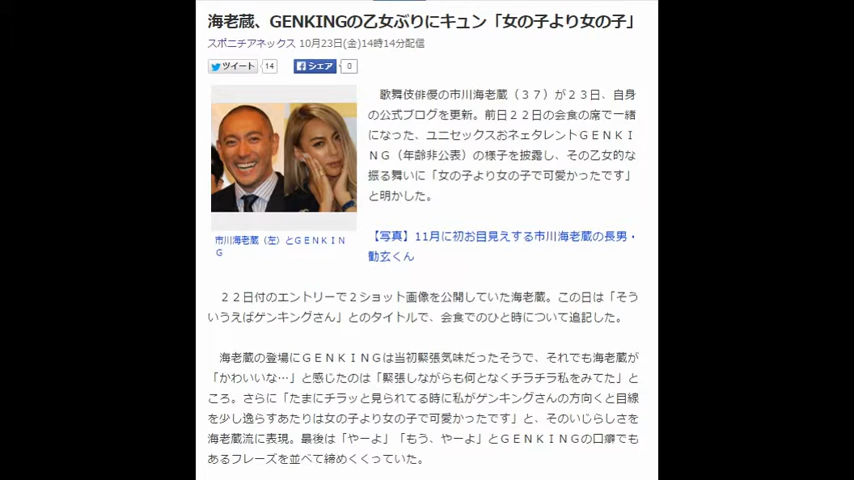 海老蔵、GENKINGの乙女ぶりにキュン「女の子より女の子」
スポニチアネックス 10月23日(金)14時14分配信
ツイート 14 シェア 0
歌舞伎俳優の市川海老蔵（３７）が２３日、自身
の公式ブログを更新。前日２２日の会食の席で一緒
になった、ユニセックスおネェタレントＧＥＮＫＩ
ＮＧ（年齢非公表）の様子を披露し、その乙女的な
振る舞いに「女の子より女の子で可愛かったです」
と明かした。
市川海老蔵（左）とＧＥＮＫＩＮ
Ｇ
【写真】11月に初お目見えする市川海老蔵の長男・
勸玄くん
２２日付のエントリーで２ショット画像を公開していた海老蔵。この日は「そう
いうえばゲンキングさん」とのタイトルで、会食でのひと時について追記した。
海老蔵の登場にＧＥＮＫＩＮＧは当初緊張気味だったそうで、それでも海老蔵が
「かわいいな…」と感じたのは「緊張しながらも何となくチラチラ私をみてた」と
ころ。さらに「たまにチラッと見られてる時に私がゲンキングさんの方向くと目線
を少し逸らすあたりは女の子より女の子で可愛かったです」と、そのいじらしさを
海老蔵流に表現。最後は「やーよ」「もう、やーよ」とＧＥＮＫＩＮＧの口癖でも
あるフレーズを並べて締めくくっていた。